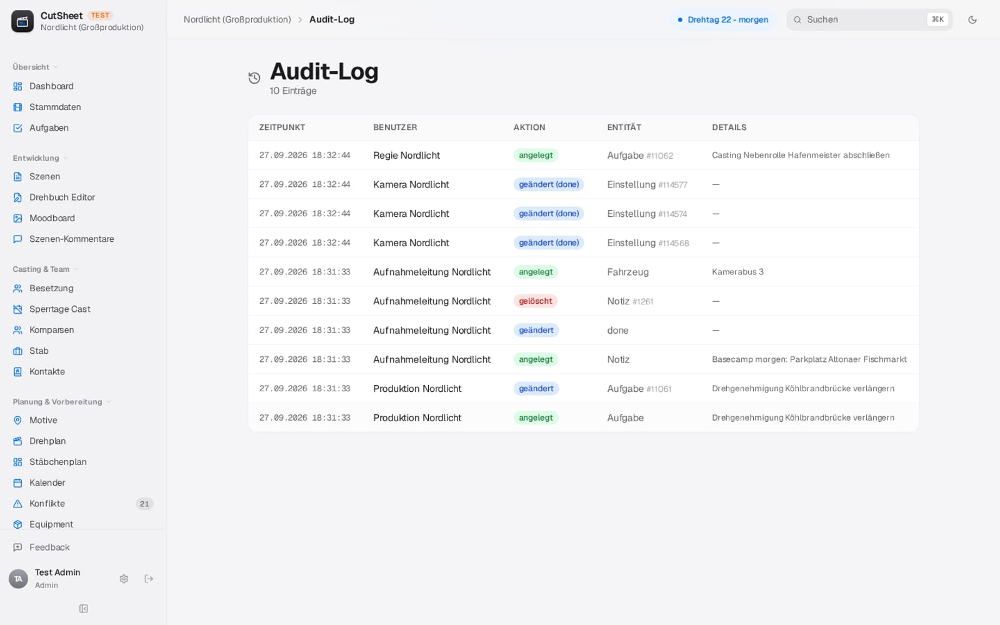 CutSheet TEST
Nordlicht (Großproduktion)
Nordlicht (Großproduktion) > Audit-Log
Drehtag 22 - morgen
Suchen
⌘K
Übersicht
Dashboard
Stammdaten
Aufgaben
Entwicklung
Szenen
Drehbuch Editor
Moodboard
Szenen-Kommentare
Casting & Team
Besetzung
Sperrtage Cast
Komparsen
Stab
Kontakte
Planung & Vorbereitung
Motive
Drehplan
Stäbchenplan
Kalender
Konflikte 21
Equipment
Feedback
TA
Test Admin
Admin
Audit-Log
10 Einträge
ZEITPUNKT BENUTZER AKTION ENTITÄT DETAILS
27.09.2026 18:32:44 Regie Nordlicht angelegt Aufgabe #11062 Casting Nebenrolle Hafenmeister abschließen
27.09.2026 18:32:44 Kamera Nordlicht geändert (done) Einstellung #114577 —
27.09.2026 18:32:44 Kamera Nordlicht geändert (done) Einstellung #114574 —
27.09.2026 18:32:44 Kamera Nordlicht geändert (done) Einstellung #114568 —
27.09.2026 18:31:33 Aufnahmeleitung Nordlicht angelegt Fahrzeug Kamerabus 3
27.09.2026 18:31:33 Aufnahmeleitung Nordlicht gelöscht Notiz #1261 —
27.09.2026 18:31:33 Aufnahmeleitung Nordlicht geändert done —
27.09.2026 18:31:33 Aufnahmeleitung Nordlicht angelegt Notiz Basecamp morgen: Parkplatz Altonaer Fischmarkt
27.09.2026 18:31:33 Produktion Nordlicht geändert Aufgabe #11061 Drehgenehmigung Köhlbrandbrücke verlängern
27.09.2026 18:31:33 Produktion Nordlicht angelegt Aufgabe Drehgenehmigung Köhlbrandbrücke verlängern